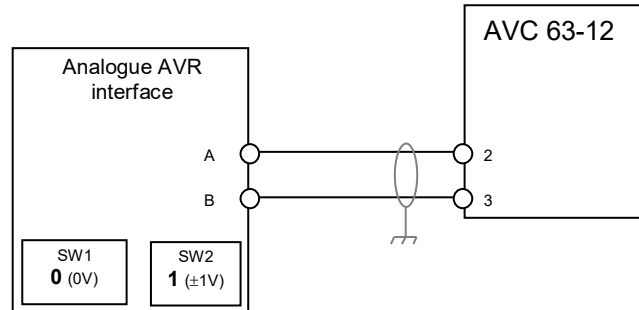 AVC 63-12
Analogue AVR
interface
A
2
B
3
SW1
0 (0V)
SW2
1 (±1V)